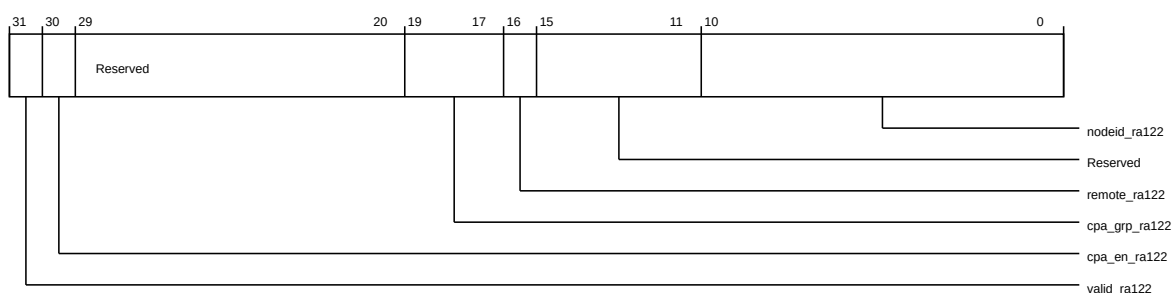 31 30 29 20 19 17 16 15 11 10 0
Reserved
nodeid_ra122
Reserved
remote_ra122
cpa_grp_ra122
cpa_en_ra122
valid_ra122